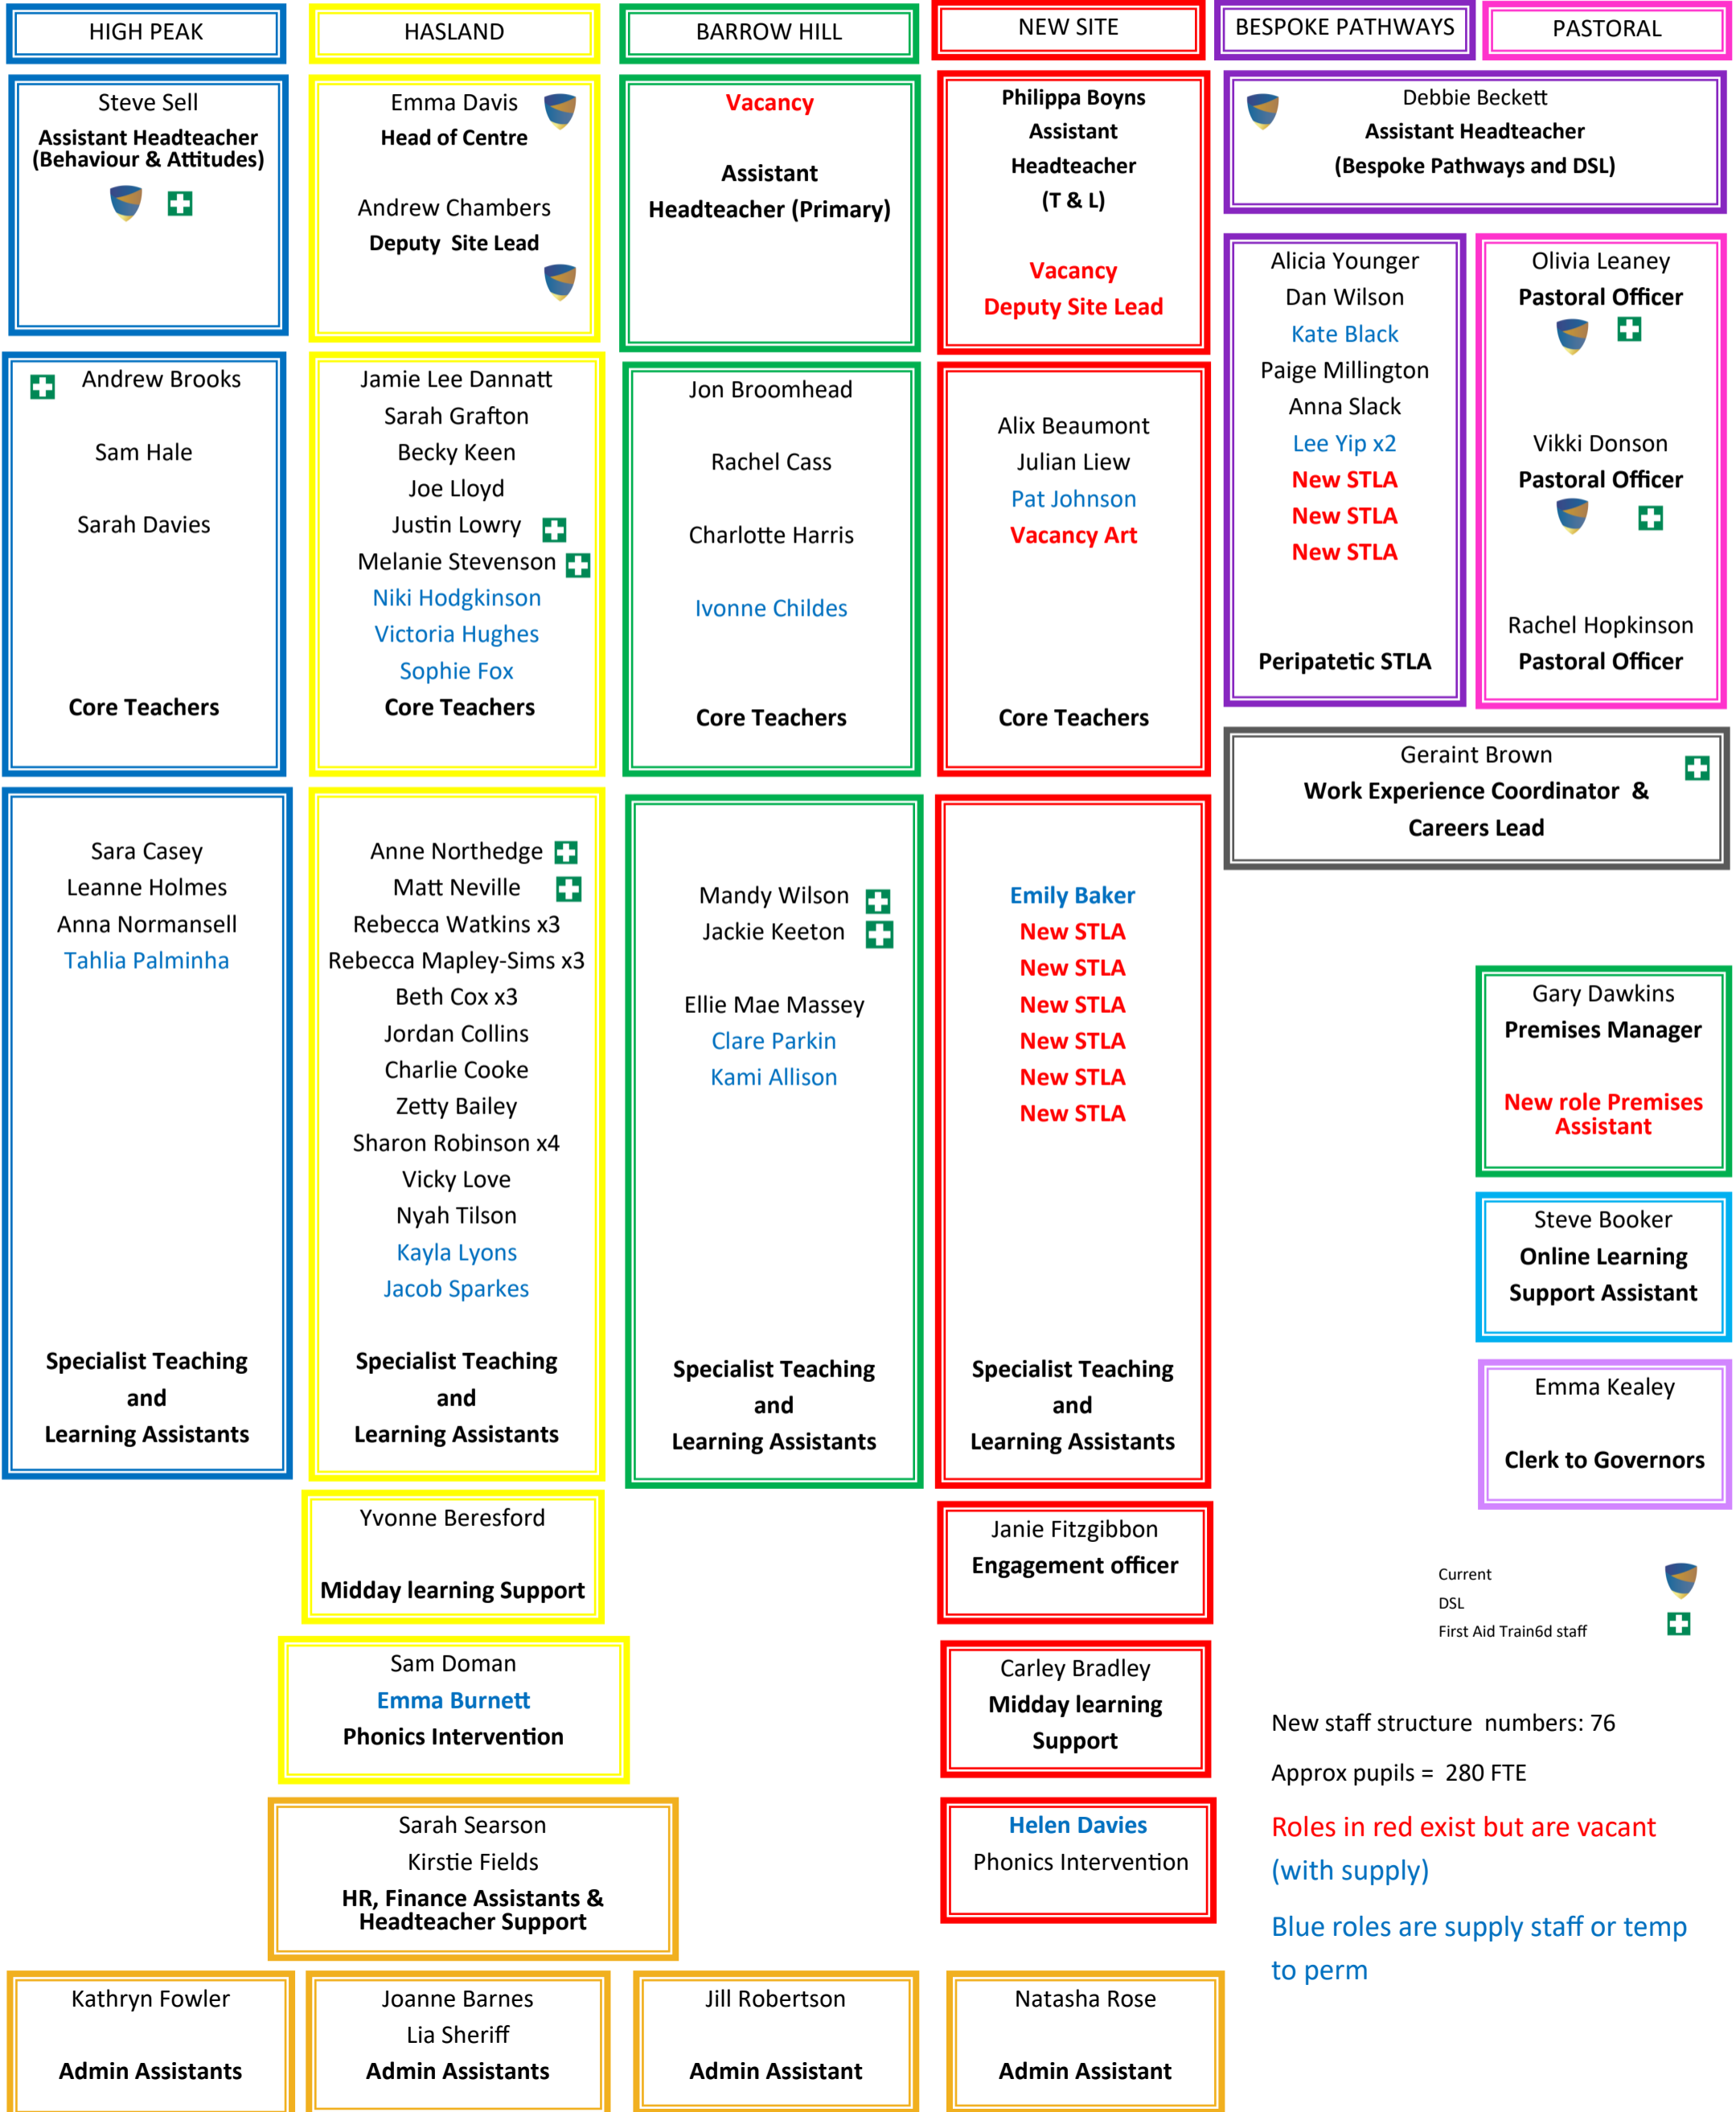 HIGH PEAK
HASLAND
BARROW HILL
NEW SITE
BESPOKE PATHWAYS
PASTORAL
Steve Sell
Assistant Headteacher
(Behaviour & Attitudes)
Emma Davis
Head of Centre
Andrew Chambers
Deputy Site Lead
Vacancy
Assistant
Headteacher (Primary)
Philippa Boyns
Assistant
Headteacher
(T & L)
Vacancy
Deputy Site Lead
Debbie Beckett
Assistant Headteacher
(Bespoke Pathways and DSL)
Alicia Younger
Dan Wilson
Kate Black
Paige Millington
Anna Slack
Lee Yip x2
New STLA
New STLA
New STLA
Peripatetic STLA
Olivia Leaney
Pastoral Officer
Vikki Donson
Pastoral Officer
Rachel Hopkinson
Pastoral Officer
Andrew Brooks
Sam Hale
Sarah Davies
Core Teachers
Jamie Lee Dannatt
Sarah Grafton
Becky Keen
Joe Lloyd
Justin Lowry
Melanie Stevenson
Niki Hodgkinson
Victoria Hughes
Sophie Fox
Core Teachers
Jon Broomhead
Rachel Cass
Charlotte Harris
Ivonne Childes
Core Teachers
Alix Beaumont
Julian Liew
Pat Johnson
Vacancy Art
Core Teachers
Geraint Brown
Work Experience Coordinator &
Careers Lead
Sara Casey
Leanne Holmes
Anna Normansell
Tahlia Palminha
Specialist Teaching
and
Learning Assistants
Anne Northedge
Matt Neville
Rebecca Watkins x3
Rebecca Mapley-Sims x3
Beth Cox x3
Jordan Collins
Charlie Cooke
Zetty Bailey
Sharon Robinson x4
Vicky Love
Nyah Tilson
Kayla Lyons
Jacob Sparkes
Specialist Teaching
and
Learning Assistants
Mandy Wilson
Jackie Keeton
Ellie Mae Massey
Clare Parkin
Kami Allison
Specialist Teaching
and
Learning Assistants
Emily Baker
New STLA
New STLA
New STLA
New STLA
New STLA
New STLA
Specialist Teaching
and
Learning Assistants
Gary Dawkins
Premises Manager
New role Premises
Assistant
Steve Booker
Online Learning
Support Assistant
Emma Kealey
Clerk to Governors
Yvonne Beresford
Midday learning Support
Janie Fitzgibbon
Engagement officer
Sam Doman
Emma Burnett
Phonics Intervention
Carley Bradley
Midday learning
Support
Sarah Searson
Kirstie Fields
HR, Finance Assistants &
Headteacher Support
Helen Davies
Phonics Intervention
Current
DSL
First Aid Train6d staff
New staff structure numbers: 76
Approx pupils = 280 FTE
Roles in red exist but are vacant
(with supply)
Blue roles are supply staff or temp
to perm
Kathryn Fowler
Admin Assistants
Joanne Barnes
Lia Sheriff
Admin Assistants
Jill Robertson
Admin Assistant
Natasha Rose
Admin Assistant